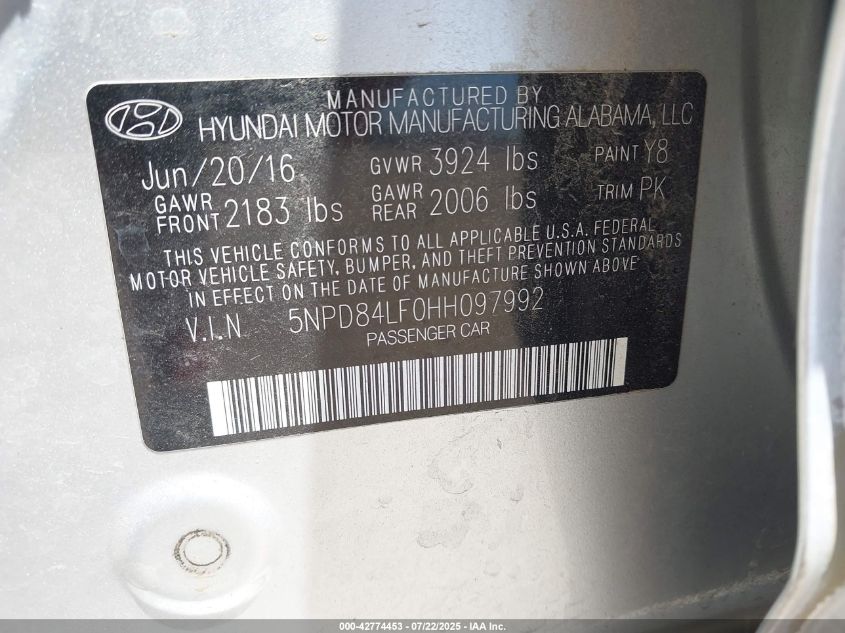 MANUFACTURED BY
HYUNDAI MOTOR MANUFACTURING ALABAMA, LLC
Jun/20/16 GVWR 3924 lbs PAINT Y8
GAWR FRONT 2183 lbs GAWR REAR 2006 lbs TRIM PK
THIS VEHICLE CONFORMS TO ALL APPLICABLE U.S.A. FEDERAL
MOTOR VEHICLE SAFETY, BUMPER, AND THEFT PREVENTION STANDARDS
IN EFFECT ON THE DATE OF MANUFACTURE SHOWN ABOVE
V.I.N 5NPD84LF0HH097992
PASSENGER CAR
000-42774453 - 07/22/2025 - IAA Inc.